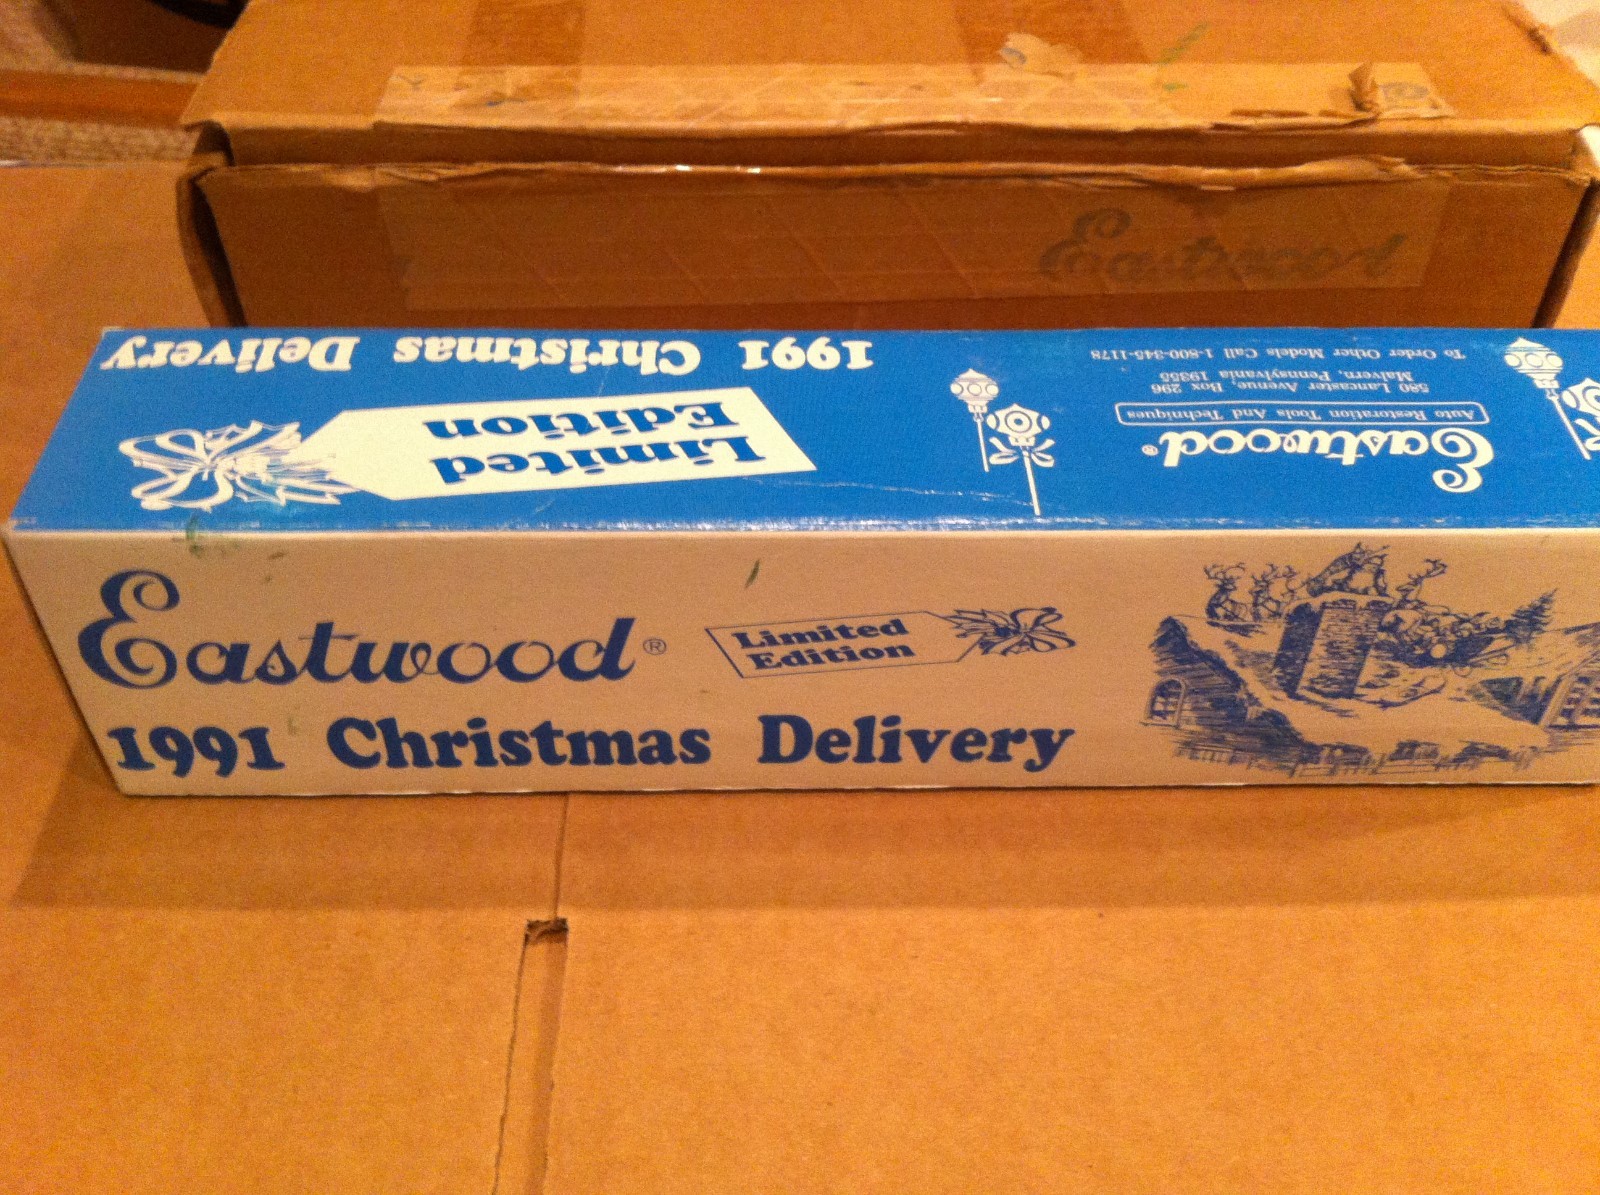 Eastwood
1991 Christmas Delivery
Limited
Edition
Eastwood®
Auto Restoration Tools And Techniques
580 Lancaster Avenue, Box 296
Malvern, Pennsylvania 19355
To Order Other Models Call 1-800-345-1178
Eastwood®
Limited
Edition
1991 Christmas Delivery